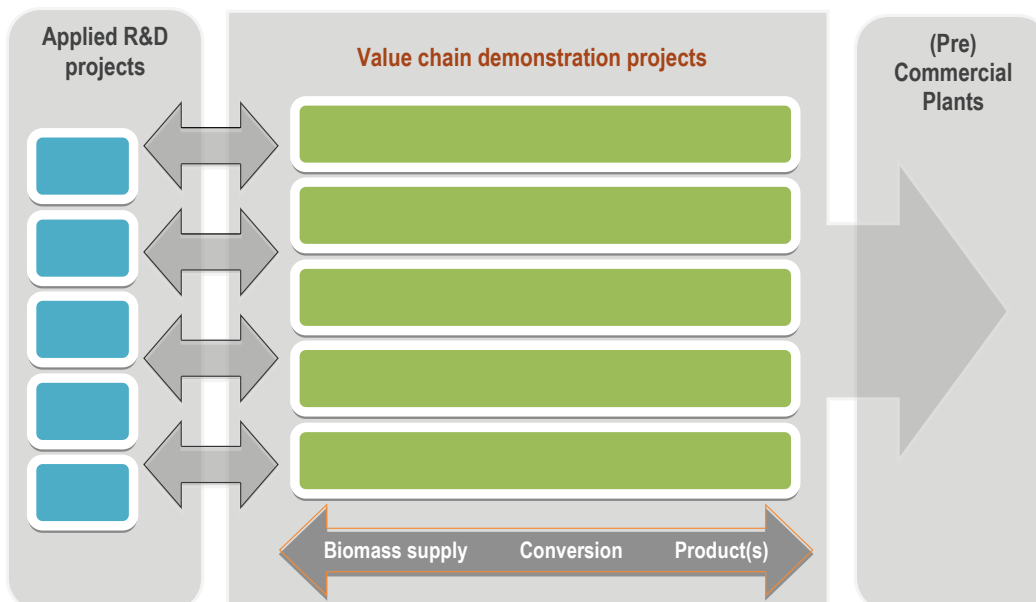 Applied R&D
projects
Value chain demonstration projects
(Pre)
Commercial
Plants
Biomass supply Conversion Product(s)